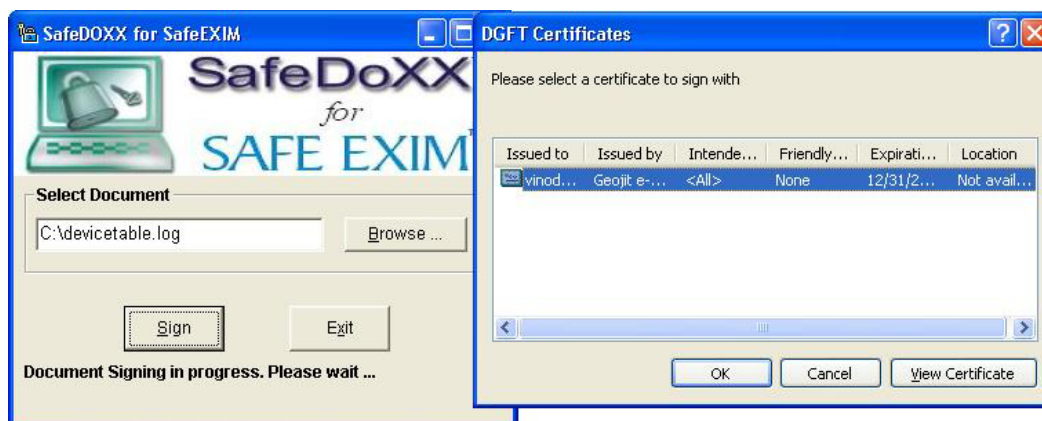 SafeDOXX for SafeEXIM
SafeDoXX
for
SAFE EXIM
Select Document
C:\devicetable.log
Browse ...
Sign
Exit
Document Signing in progress. Please wait ...
DGFT Certificates
Please select a certificate to sign with
Issued to Issued by Intende... Friendly... Expirati... Location
vinod... Geojit e-... <All> None 12/31/2... Not avail...
OK Cancel View Certificate